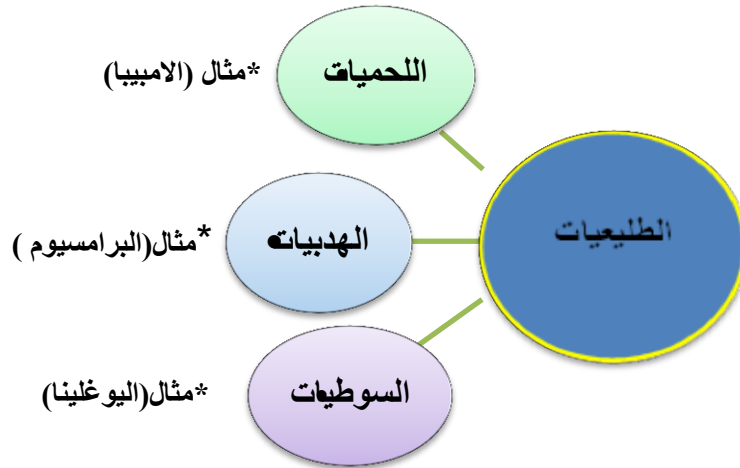 الطليعيات
اللحميات
*مثال (الامبيبا)
الهدبيات
*مثال(البرامسيوم )
السوطيات
*مثال(اليوغلينا)